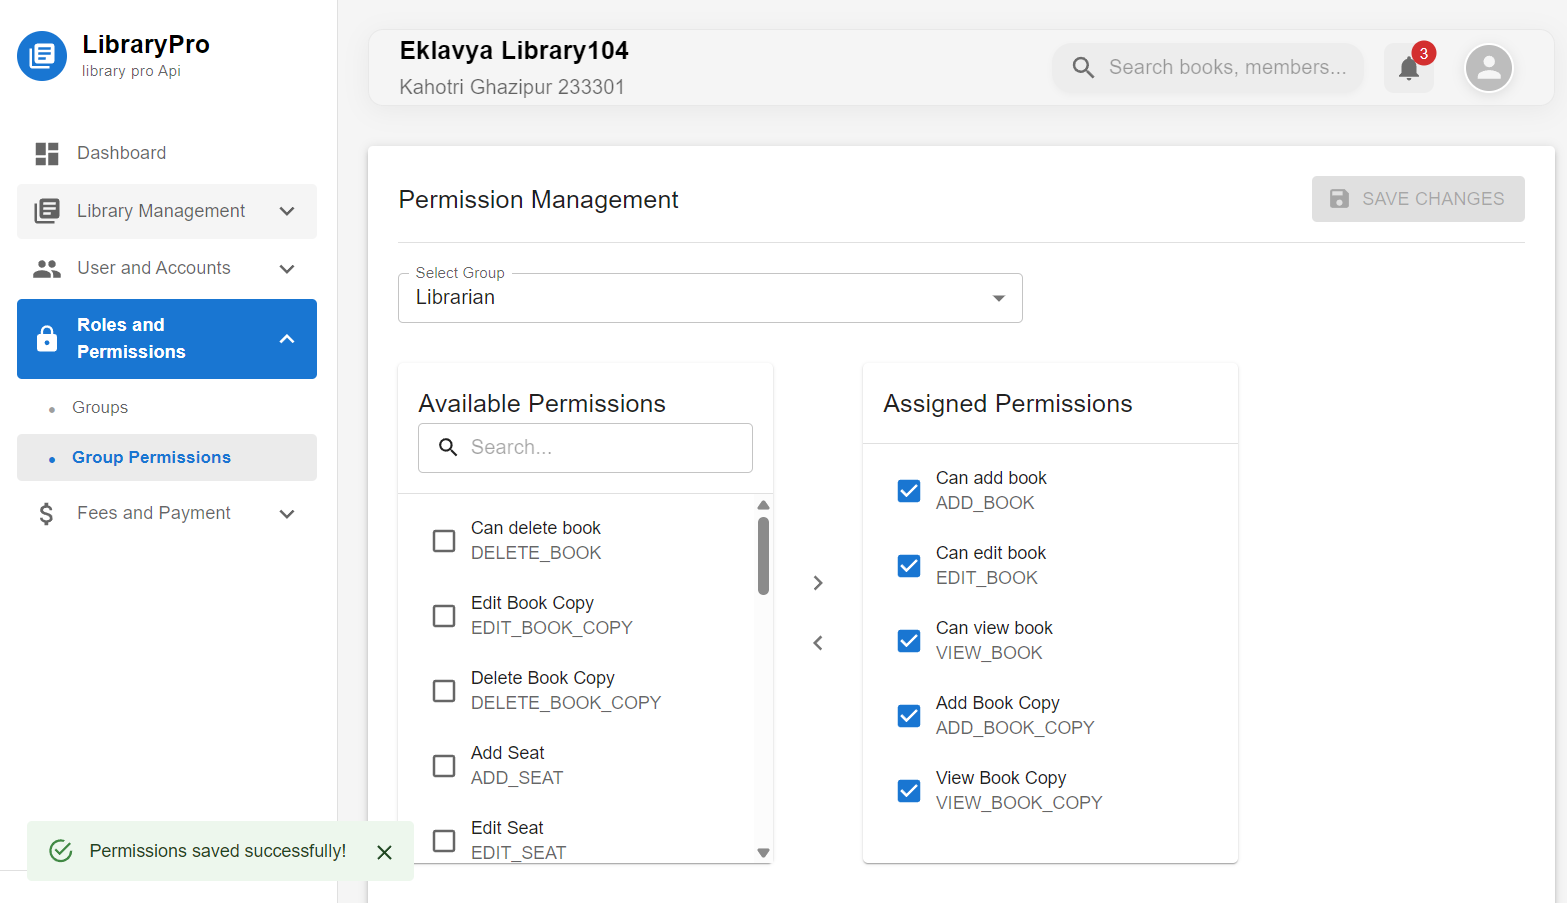 LibraryPro
library pro Api
Dashboard
Library Management
User and Accounts
Roles and
Permissions
Groups
Group Permissions
Fees and Payment
Eklavya Library104
Kahotri Ghazipur 233301
Search books, members...
3
Permission Management
SAVE CHANGES
Select Group
Librarian
Available Permissions
Search...
Can delete book
DELETE_BOOK
Edit Book Copy
EDIT_BOOK_COPY
Delete Book Copy
DELETE_BOOK_COPY
Add Seat
ADD_SEAT
Edit Seat
EDIT_SEAT
Assigned Permissions
Can add book
ADD_BOOK
Can edit book
EDIT_BOOK
Can view book
VIEW_BOOK
Add Book Copy
ADD_BOOK_COPY
View Book Copy
VIEW_BOOK_COPY
Permissions saved successfully!